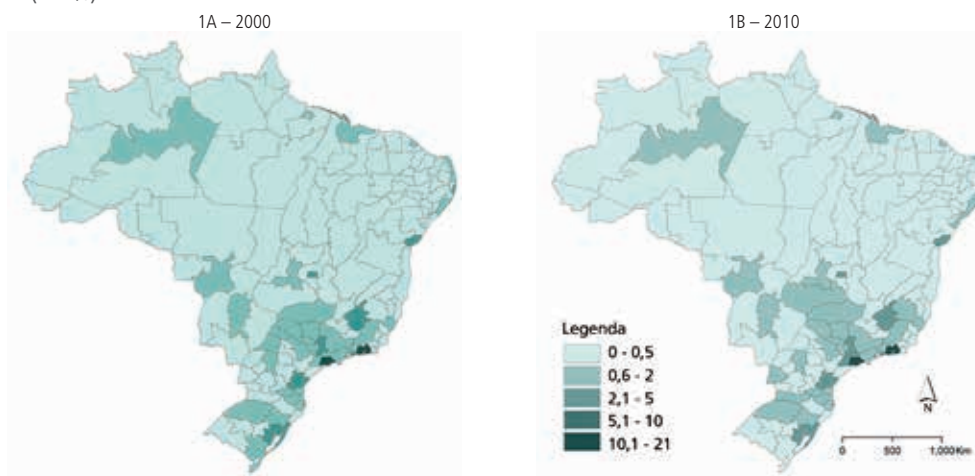 1A – 2000
1B – 2010
Legenda
0 - 0,5
0,6 - 2
2,1 - 5
5,1 - 10
10,1 - 21
N
0 500 1,000 Km